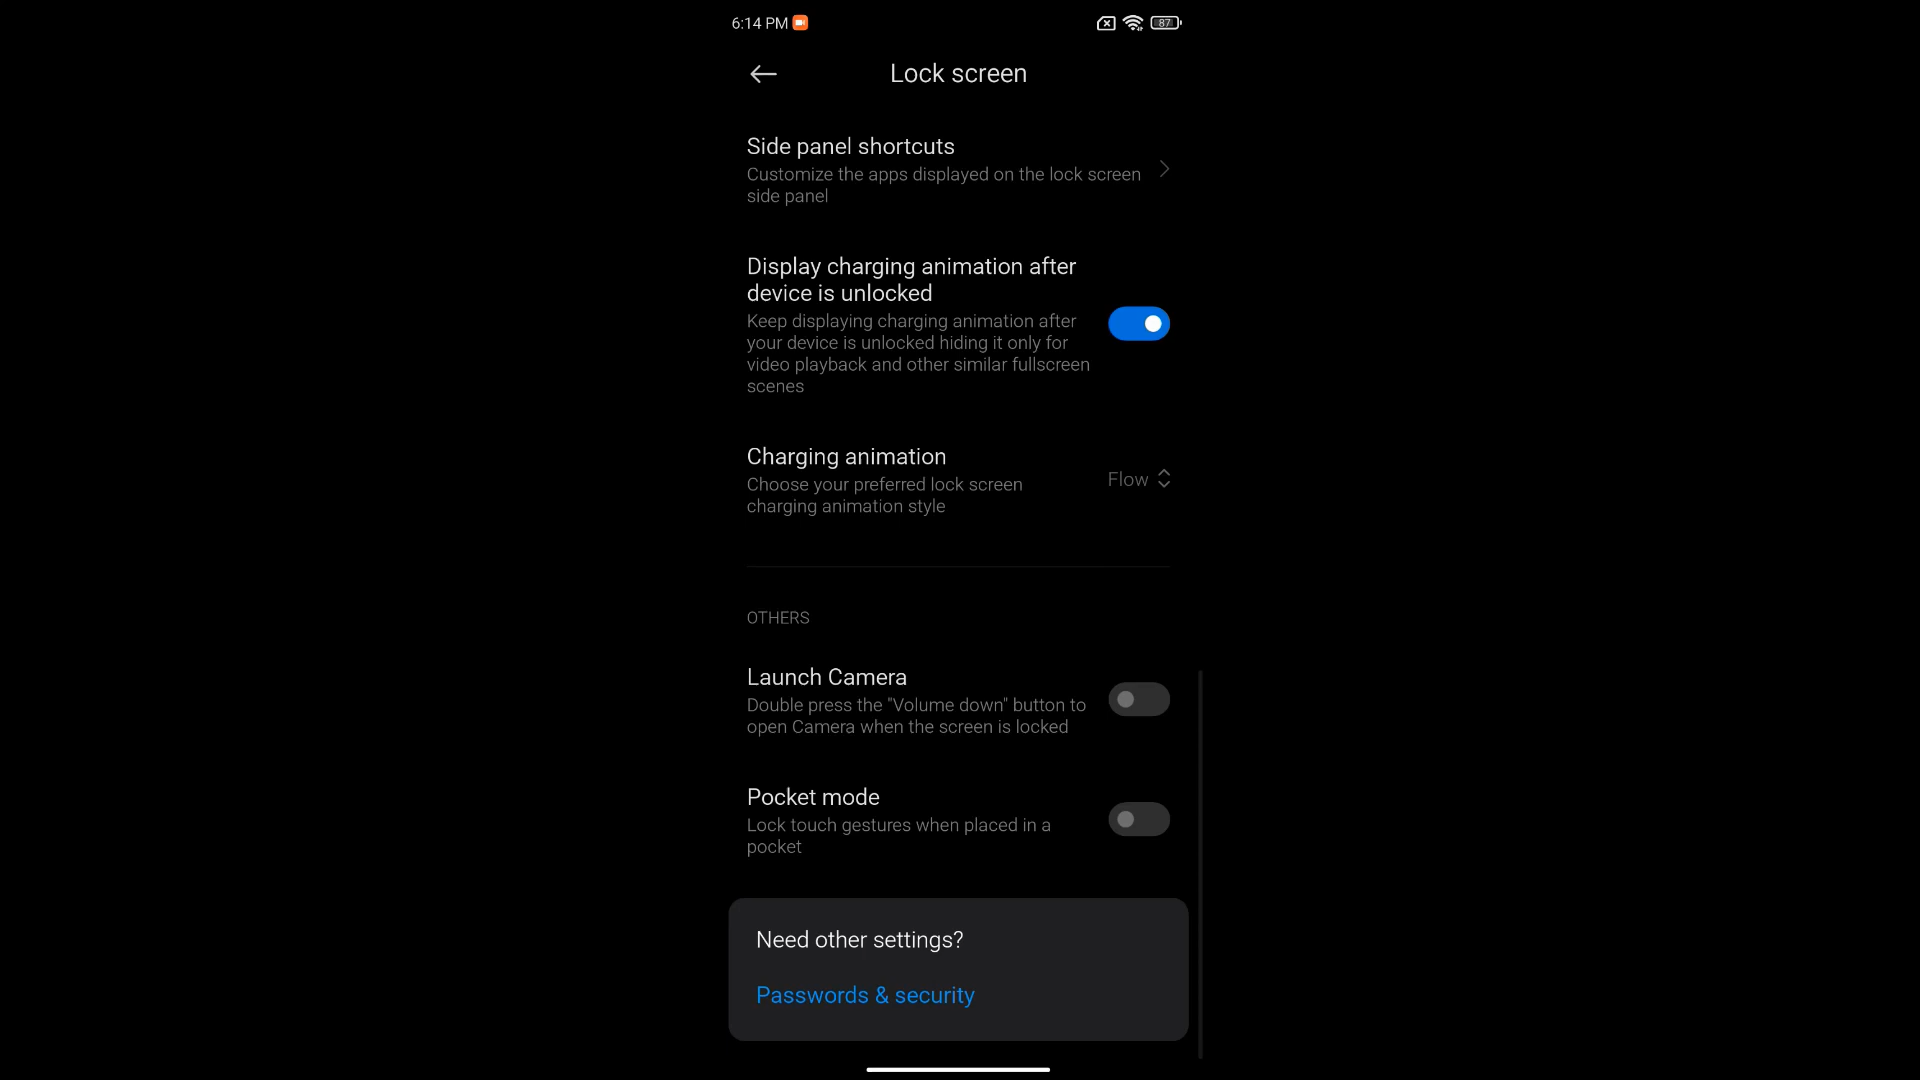 6:14 PM
87
Lock screen
Side panel shortcuts
Customize the apps displayed on the lock screen
side panel
Display charging animation after
device is unlocked
Keep displaying charging animation after
your device is unlocked hiding it only for
video playback and other similar fullscreen
scenes
Charging animation
Choose your preferred lock screen
charging animation style
Flow
OTHERS
Launch Camera
Double press the "Volume down" button to
open Camera when the screen is locked
Pocket mode
Lock touch gestures when placed in a
pocket
Need other settings?
Passwords & security